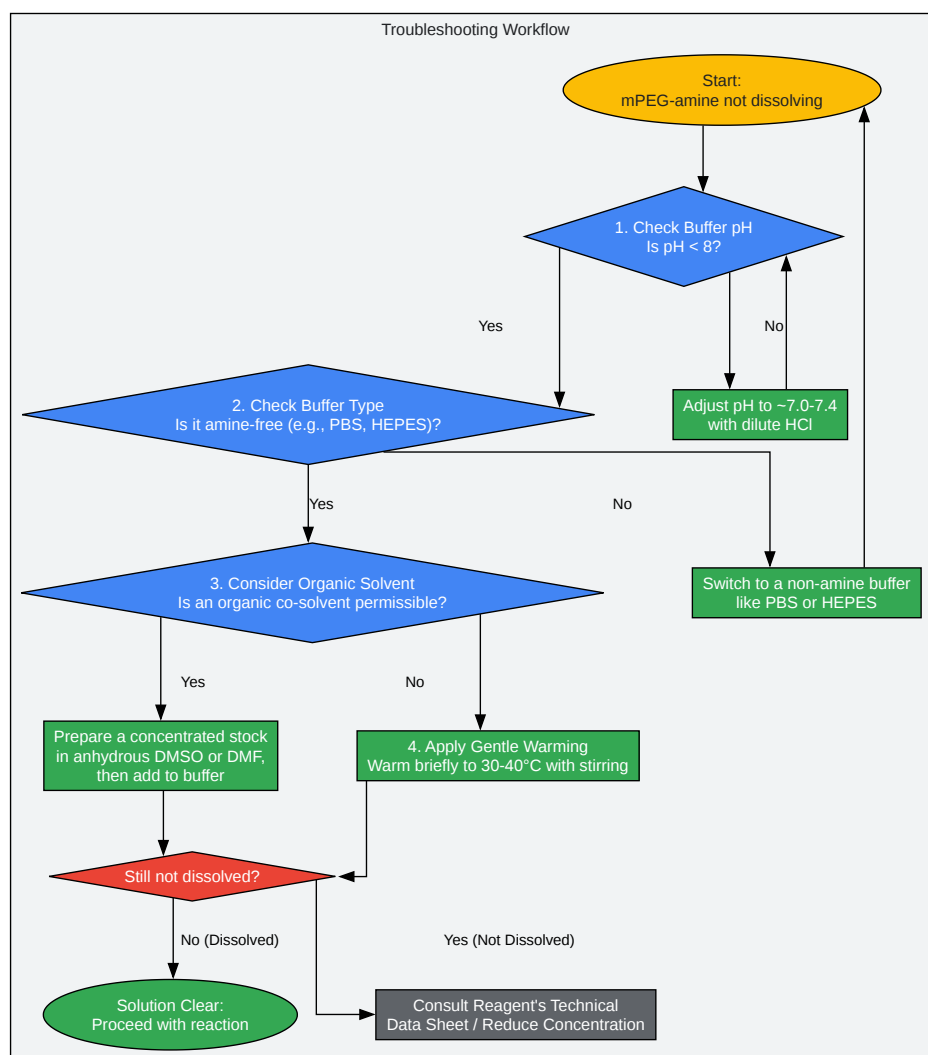 Troubleshooting Workflow
Start:
mPEG-amine not dissolving
1. Check Buffer pH
Is pH < 8?
Yes
No
Adjust pH to ~7.0-7.4
with dilute HCl
2. Check Buffer Type
Is it amine-free (e.g., PBS, HEPES)?
Yes
No
3. Consider Organic Solvent
Is an organic co-solvent permissible?
Switch to a non-amine buffer
like PBS or HEPES
Yes
No
Prepare a concentrated stock
in anhydrous DMSO or DMF,
then add to buffer
4. Apply Gentle Warming
Warm briefly to 30-40°C with stirring
Still not dissolved?
No (Dissolved)
Yes (Not Dissolved)
Solution Clear:
Proceed with reaction
Consult Reagent's Technical
Data Sheet / Reduce Concentration